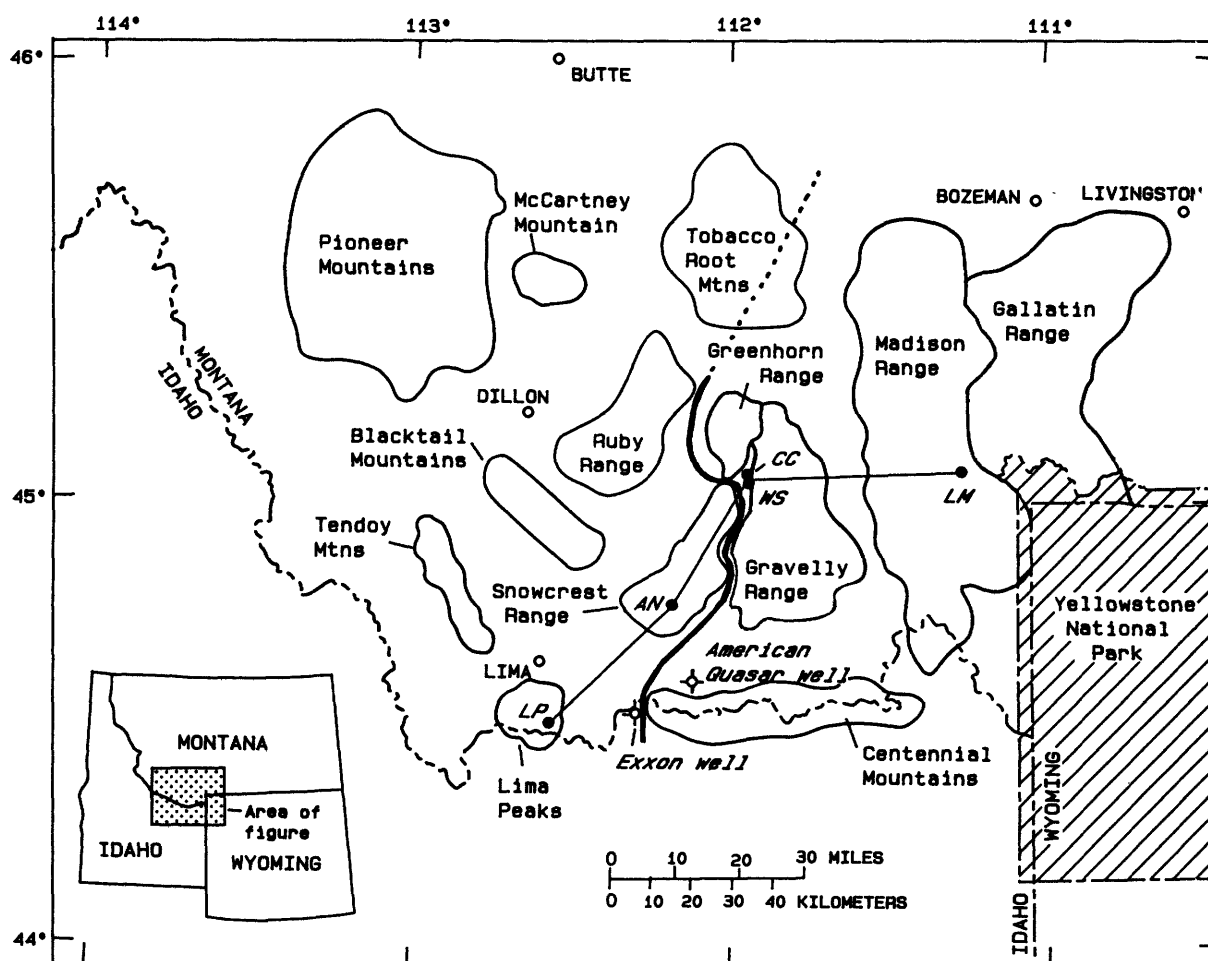 114°
113°
112°
111°
46°
BUTTE
McCartney
Mountain
BOZEMAN
LIVINGSTON
Pioneer
Mountains
Tobacco
Root
Mtns
Gallatin
Range
Madison
Range
Greenhorn
Range
MONTANA
IDAHO
DILLON
Blacktail
Mountains
Ruby
Range
CC
WS
LM
45°
Tendoy
Mtns
Snowcrest
Range
AN
Gravelly
Range
Yellowstone
National
Park
American
Quasar well
LIMA
LP
Exxon well
Centennial
Mountains
Lima
Peaks
MONTANA
Area of
figure
IDAHO
WYOMING
WYOMING
IDAHO
0 10 20 30 MILES
0 10 20 30 40 KILOMETERS
44°